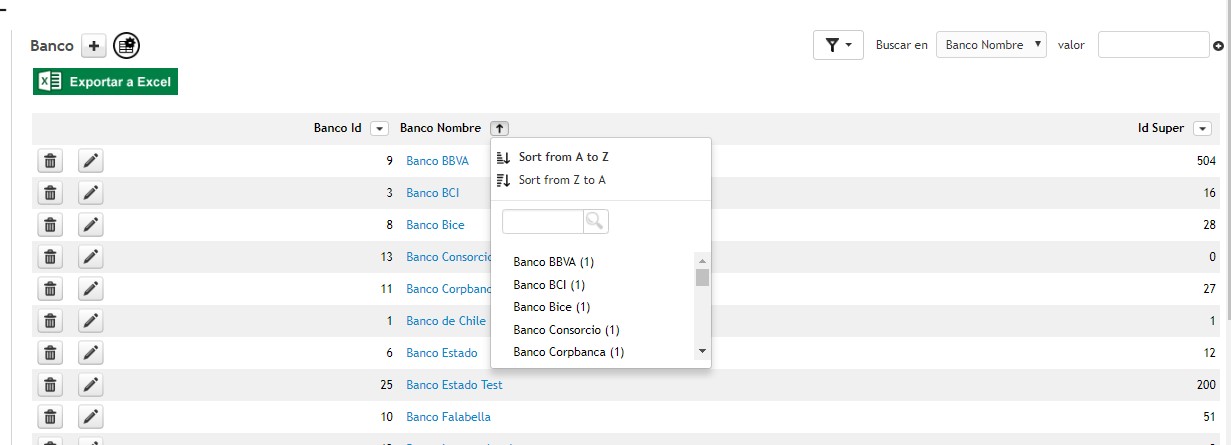 Banco
Buscar en Banco Nombre valor
Exportar a Excel
Banco Id Banco Nombre Id Super
Sort from A to Z
Sort from Z to A
Banco BBVA (1)
Banco BCI (1)
Banco Bice (1)
Banco Consorcio (1)
Banco Corpbanca (1)
9 Banco BBVA 504
3 Banco BCI 16
8 Banco Bice 28
13 Banco Consorcio 0
11 Banco Corpbanc 27
1 Banco de Chile 1
6 Banco Estado 12
25 Banco Estado Test 200
10 Banco Falabella 51